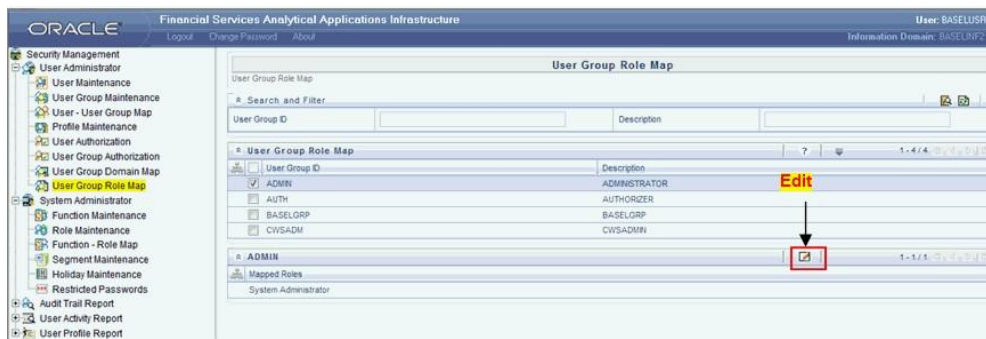 ORACLE
Financial Services Analytical Applications Infrastructure
User: BASELUSR
Logout Change Password About
Information Domain: BASELINF2
Security Management
User Administrator
User Maintenance
User Group Maintenance
User - User Group Map
Profile Maintenance
User Authorization
User Group Authorization
User Group Domain Map
User Group Role Map
System Administrator
Function Maintenance
Role Maintenance
Function - Role Map
Segment Maintenance
Holiday Maintenance
Restricted Passwords
Audit Trail Report
User Activity Report
User Profile Report
User Group Role Map
User Group Role Map
Search and Filter
User Group ID Description
User Group Role Map ? 1 - 4 / 4
User Group ID Description
ADMIN ADMINISTRATOR
AUTH AUTHORIZER
BASELGRP BASELGRP
CWSADM CWSADMIN
Edit
ADMIN 1 - 1 / 1
Mapped Roles
System Administrator